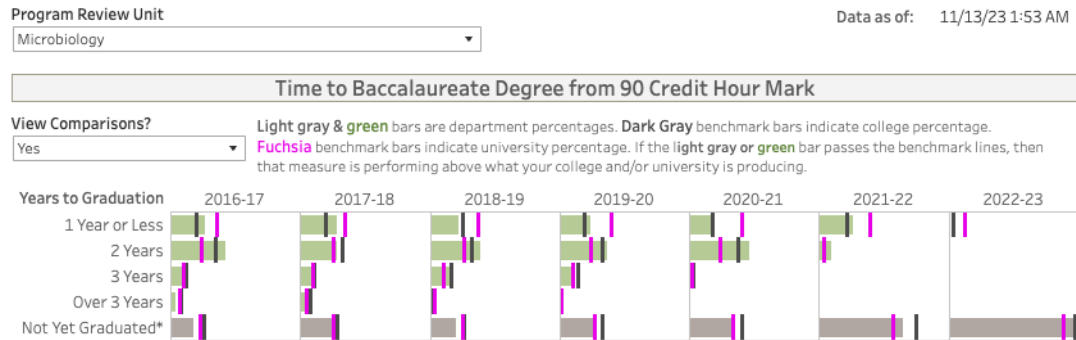 Program Review Unit
Data as of: 11/13/23 1:53 AM
Microbiology
Time to Baccalaureate Degree from 90 Credit Hour Mark
View Comparisons?
Yes
Light gray & green bars are department percentages. Dark Gray benchmark bars indicate college percentage.
Fuchsia benchmark bars indicate university percentage. If the light gray or green bar passes the benchmark lines, then
that measure is performing above what your college and/or university is producing.
Years to Graduation 2016-17 2017-18 2018-19 2019-20 2020-21 2021-22 2022-23
1 Year or Less
2 Years
3 Years
Over 3 Years
Not Yet Graduated*